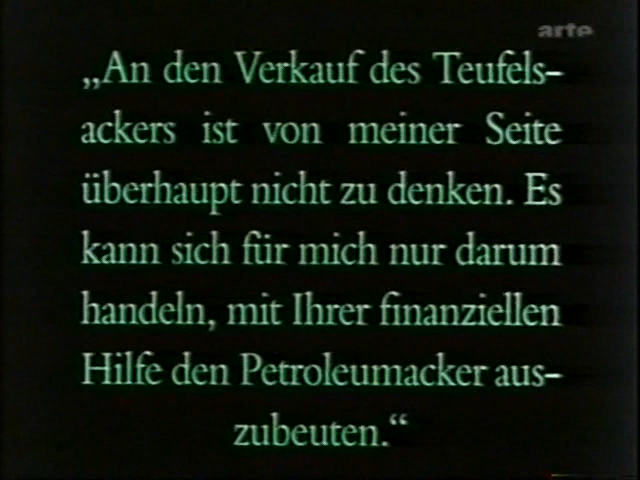 arte
„An den Verkauf des Teufels-
ackers ist von meiner Seite
überhaupt nicht zu denken. Es
kann sich für mich nur darum
handeln, mit Ihrer finanziellen
Hilfe den Petroleumacker aus-
zubeuten.“